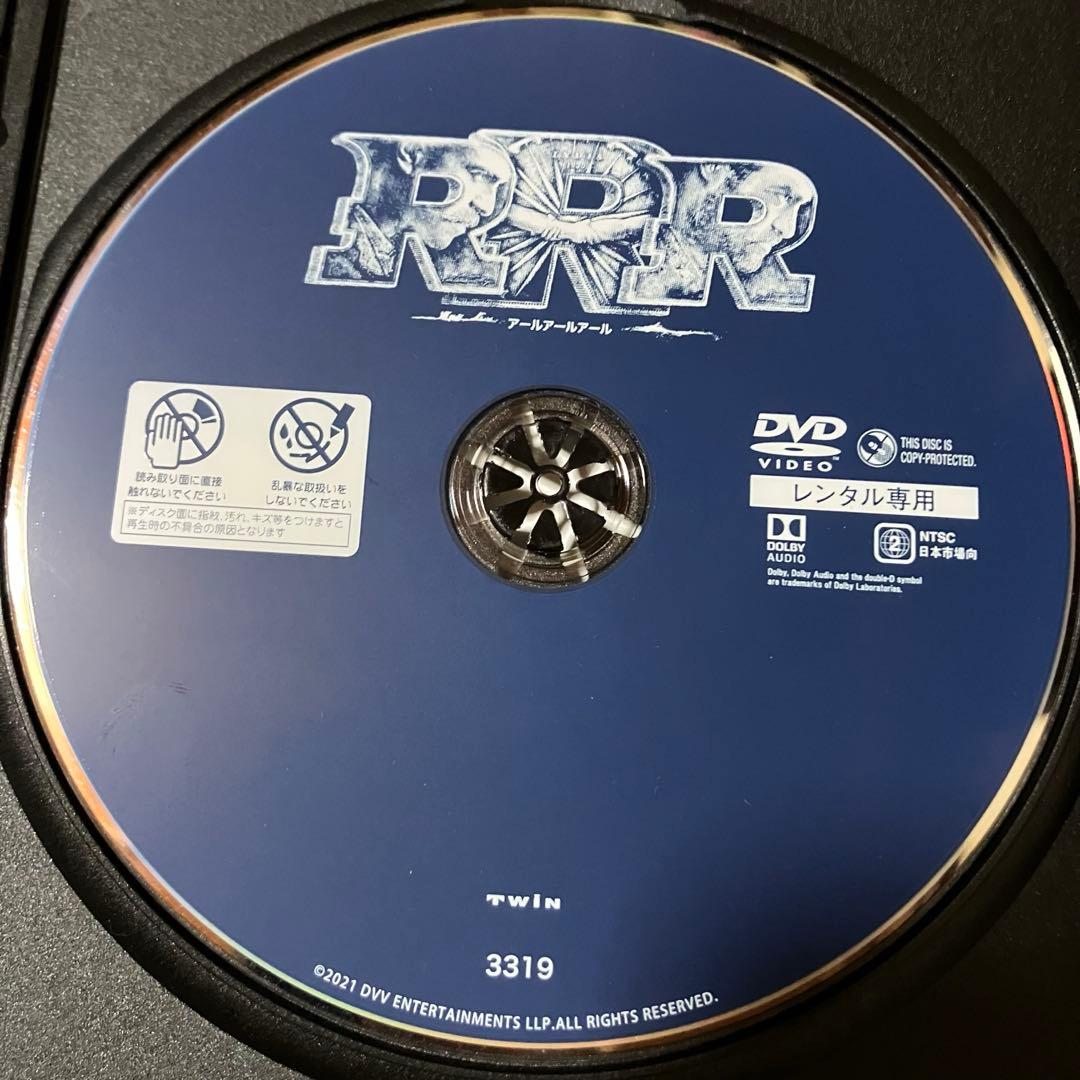 RRR
アールアールアール
読み取り面に直接
触れないでください
乱暴な取扱いを
しないでください
※ディスク面に指紋、汚れ、キズ等をつけますと
再生時の不具合の原因となります
DVD
VIDEO™
THIS DISC IS
COPY-PROTECTED.
レンタル専用
DOLBY
AUDIO
2
NTSC
日本市場向
Dolby, Dolby Audio and the double-D symbol
are trademarks of Dolby Laboratories.
TWIN
3319
©2021 DVV ENTERTAINMENTS LLP.ALL RIGHTS RESERVED.